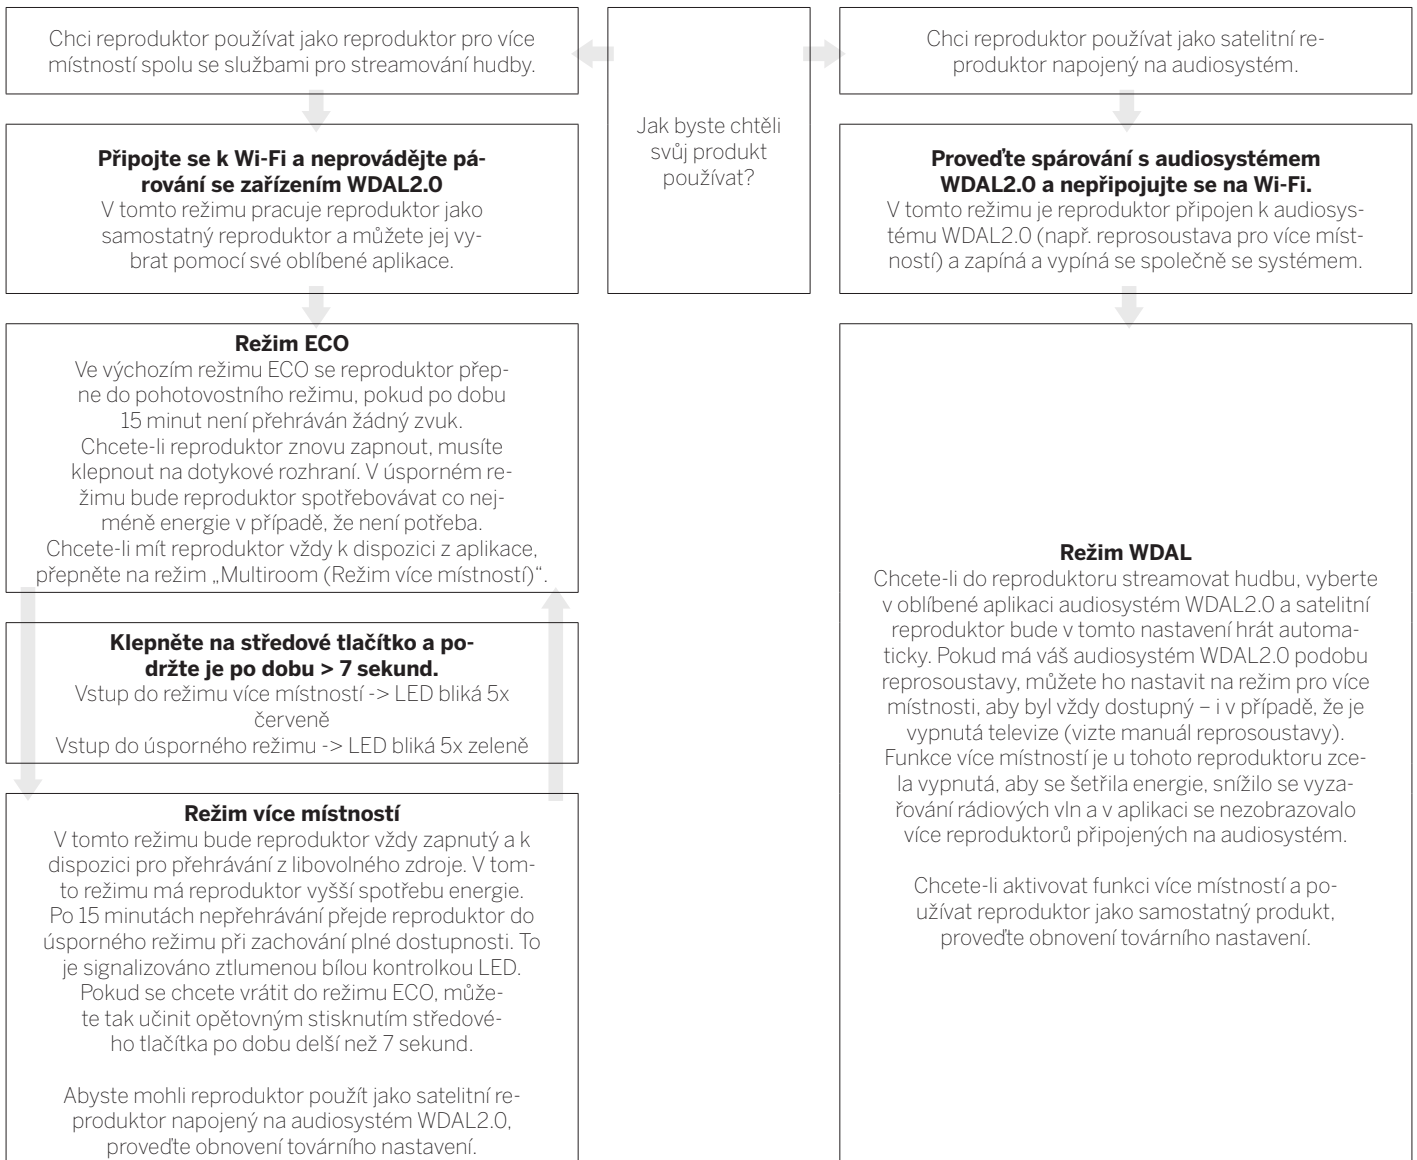 Jak byste chtěli
svůj produkt
používat?
Chci reproduktor používat jako reproduktor pro více
místností spolu se službami pro streamování hudby.
Připojte se k Wi-Fi a neprovádějte pá-
rování se zařízením WDAL2.0
V tomto režimu pracuje reproduktor jako
samostatný reproduktor a můžete jej vy-
brat pomocí své oblíbené aplikace.
Režim ECO
Ve výchozím režimu ECO se reproduktor přep-
ne do pohotovostního režimu, pokud po dobu
15 minut není přehráván žádný zvuk.
Chcete-li reproduktor znovu zapnout, musíte
klepnout na dotykové rozhraní. V úsporném re-
žimu bude reproduktor spotřebovávat co nej-
méně energie v případě, že není potřeba.
Chcete-li mít reproduktor vždy k dispozici z aplikace,
přepněte na režim „Multiroom (Režim více místností)“.
Klepněte na středové tlačítko a po-
držte je po dobu > 7 sekund.
Vstup do režimu více místností -> LED bliká 5x
červeně
Vstup do úsporného režimu -> LED bliká 5x zeleně
Režim více místností
V tomto režimu bude reproduktor vždy zapnutý a k
dispozici pro přehrávání z libovolného zdroje. V tom-
to režimu má reproduktor vyšší spotřebu energie.
Po 15 minutách nepřehrávání přejde reproduktor do
úsporného režimu při zachování plné dostupnosti. To
je signalizováno ztlumenou bílou kontrolkou LED.
Pokud se chcete vrátit do režimu ECO, může-
te tak učinit opětovným stisknutím středové-
ho tlačítka po dobu delší než 7 sekund.
Abyste mohli reproduktor použít jako satelitní re-
produktor napojený na audiosystém WDAL2.0,
proveďte obnovení továrního nastavení.
Chci reproduktor používat jako satelitní re-
produktor napojený na audiosystém.
Proveďte spárování s audiosystémem
WDAL2.0 a nepřipojujte se na Wi-Fi.
V tomto režimu je reproduktor připojen k audiosys-
tému WDAL2.0 (např. reprosoustava pro více míst-
ností) a zapíná a vypíná se společně se systémem.
Režim WDAL
Chcete-li do reproduktoru streamovat hudbu, vyberte
v oblíbené aplikaci audiosystém WDAL2.0 a satelitní
reproduktor bude v tomto nastavení hrát automa-
ticky. Pokud má váš audiosystém WDAL2.0 podobu
reprosoustavy, můžete ho nastavit na režim pro více
místnosti, aby byl vždy dostupný – i v případě, že je
vypnutá televize (vizte manuál reprosoustavy).
Funkce více místností je u tohoto reproduktoru zce-
la vypnutá, aby se šetřila energie, snížilo se vyza-
řování rádiových vln a v aplikaci se nezobrazovalo
více reproduktorů připojených na audiosystém.
Chcete-li aktivovat funkci více místností a po-
užívat reproduktor jako samostatný produkt,
proveďte obnovení továrního nastavení.